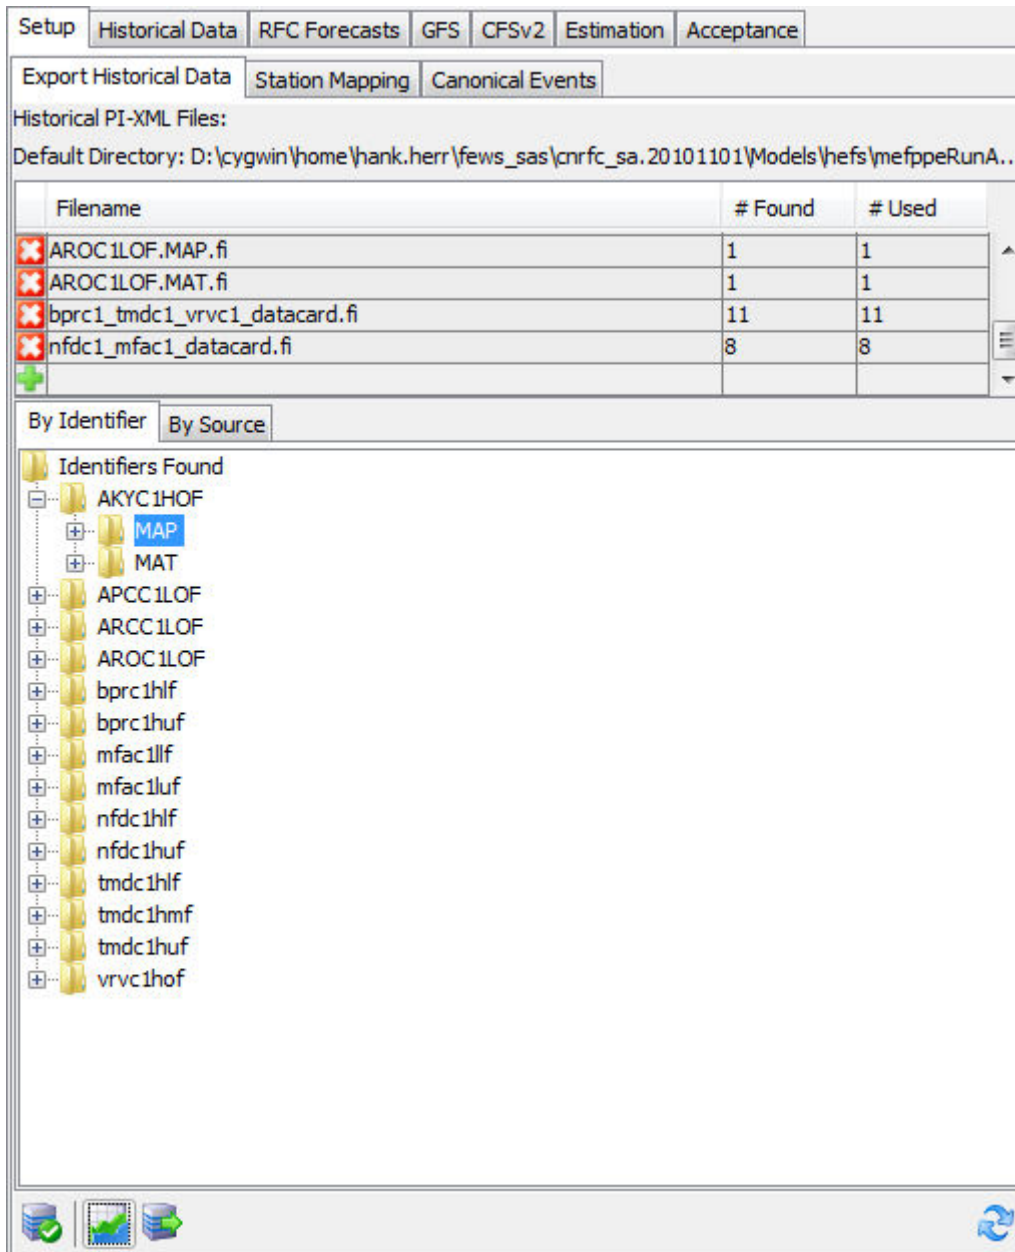 Setup Historical Data RFC Forecasts GFS CFSv2 Estimation Acceptance
Export Historical Data Station Mapping Canonical Events
Historical PI-XML Files:
Default Directory: D:\cygwin\home\hank.herr\fews_sas\cnrfc_sa.20101101\Models\hefs\mefppeRunA...
Filename # Found # Used
AROC1LOF.MAP.fi 1 1
AROC1LOF.MAT.fi 1 1
bprc1_tmdc1_vrvc1_datacard.fi 11 11
nfdc1_mfac1_datacard.fi 8 8
By Identifier By Source
Identifiers Found
AKYC1HOF
MAP
MAT
APCC1LOF
ARCC1LOF
AROC1LOF
bprc1hlf
bprc1huf
mfac1llf
mfac1luf
nfdc1hlf
nfdc1huf
tmdc1hlf
tmdc1hmf
tmdc1huf
vrvc1hof